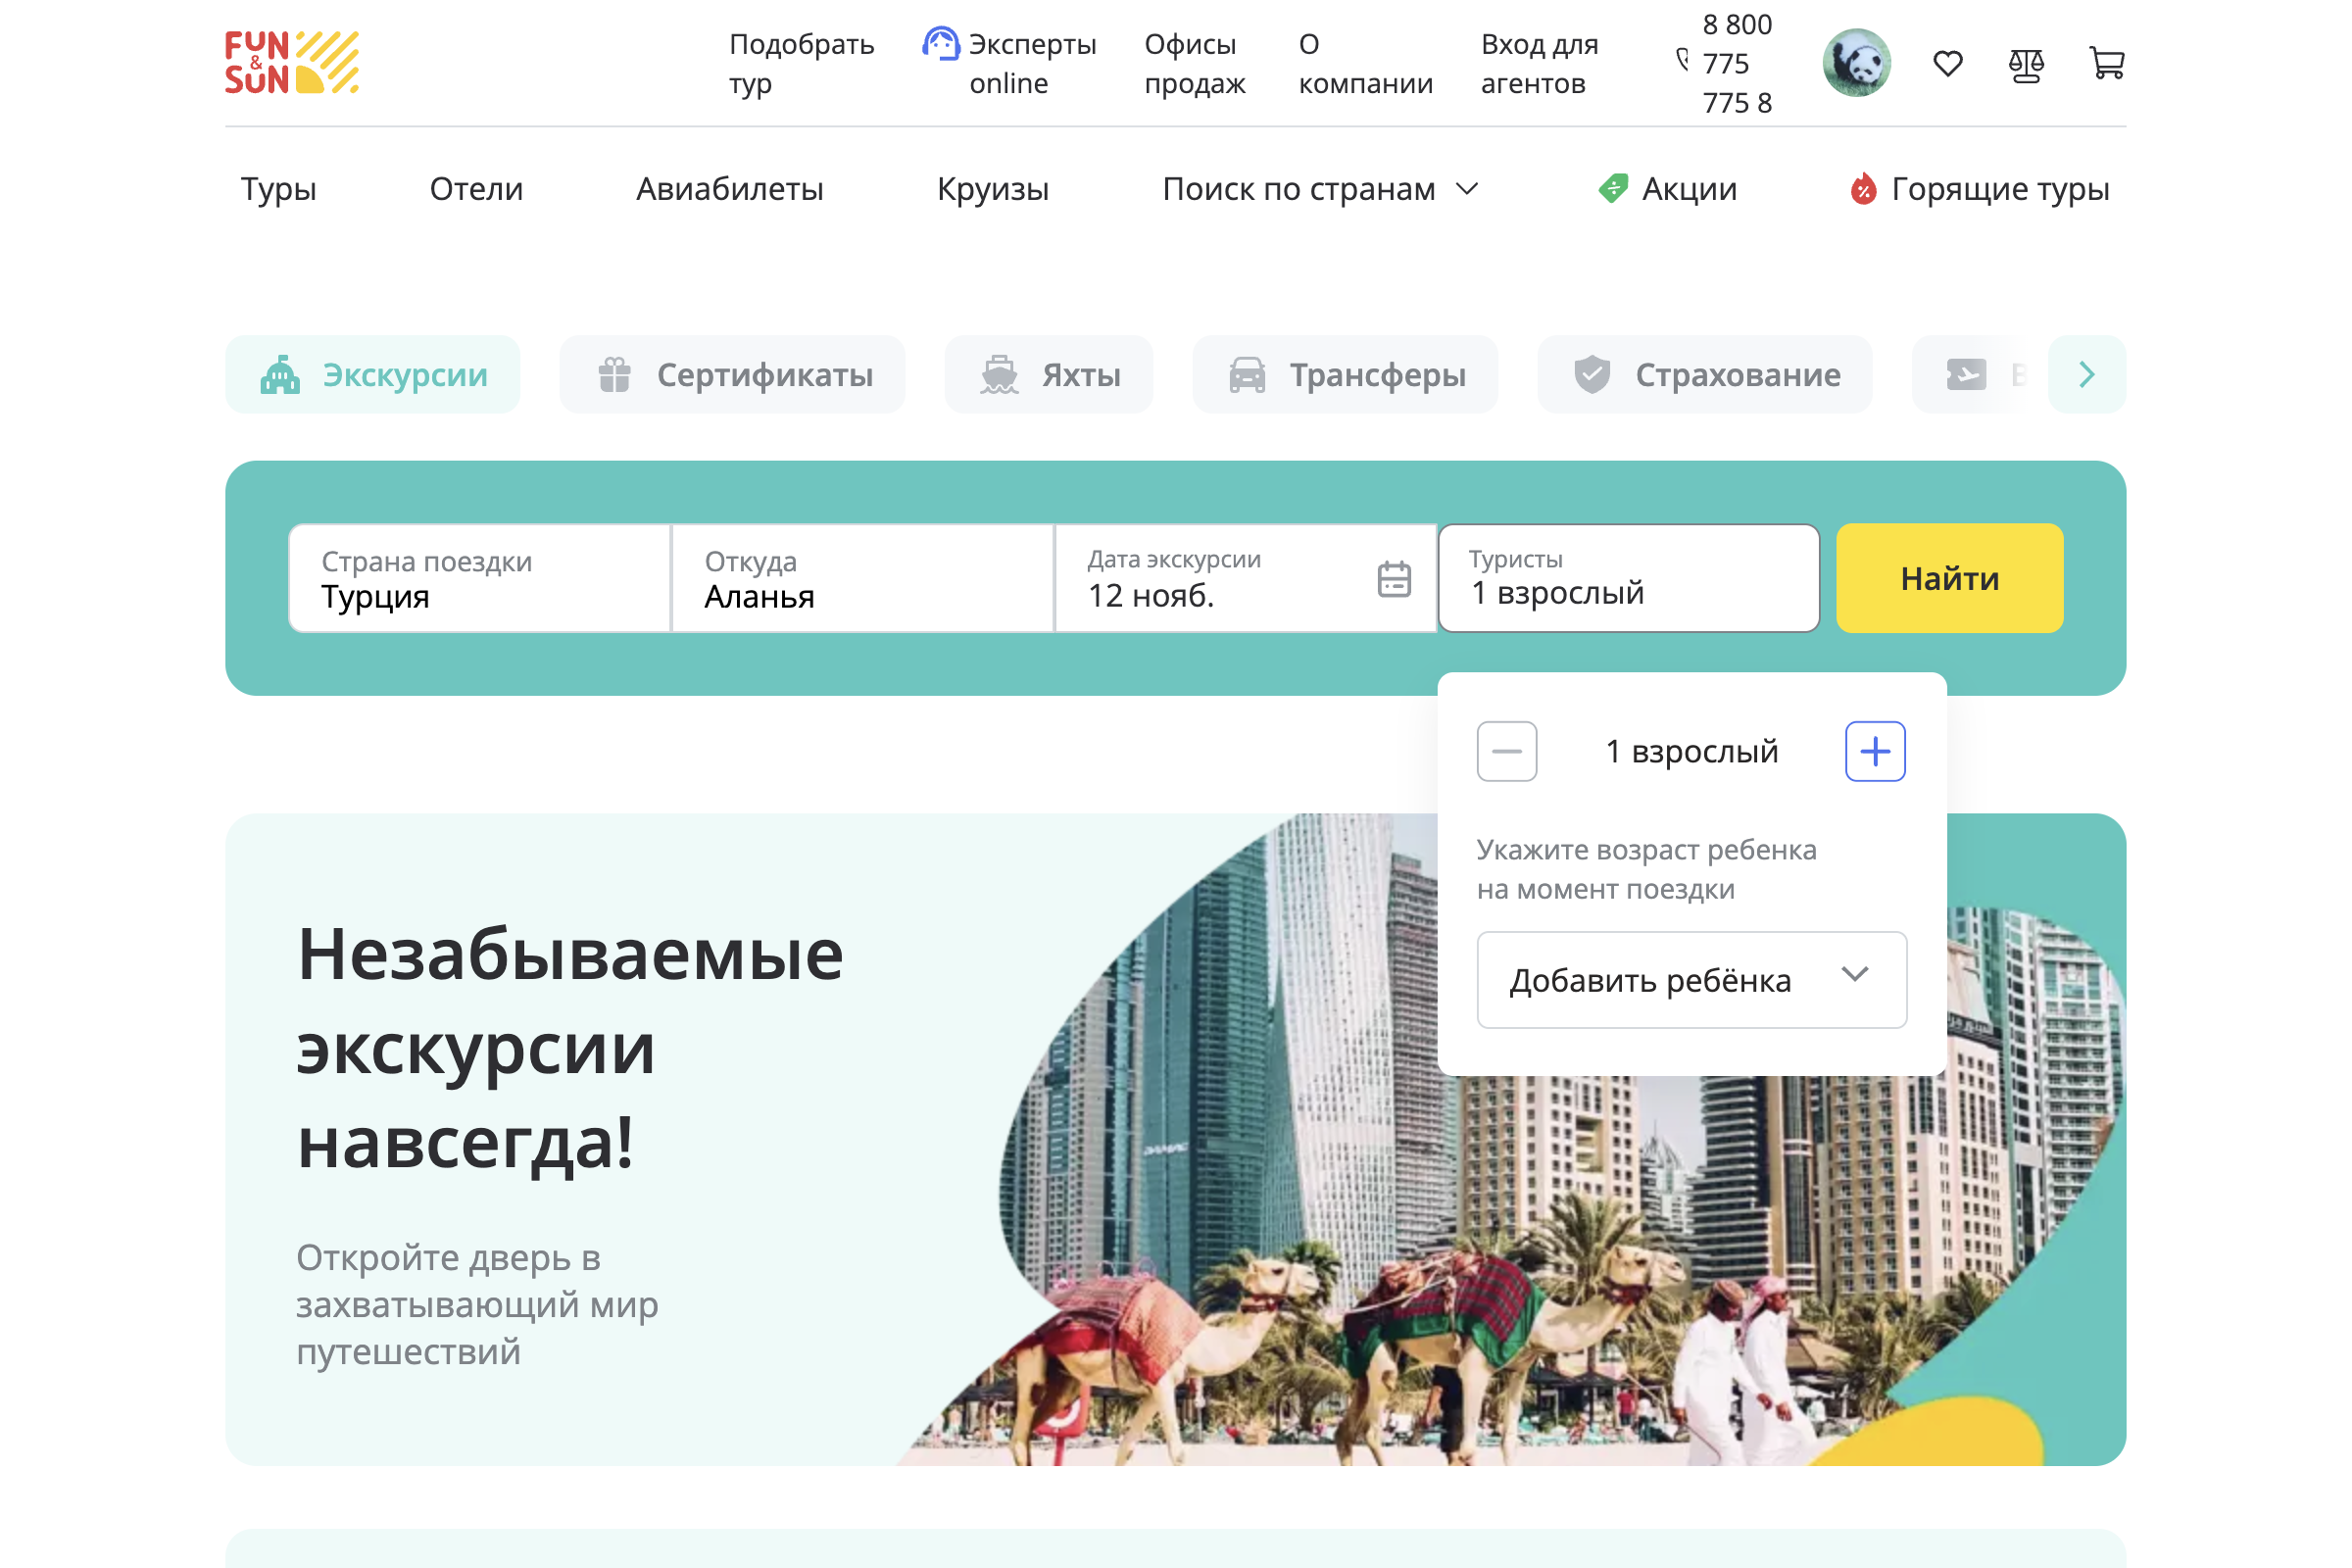 FUN
&
SUN
Подобрать
тур
Эксперты
online
Офисы
продаж
О
компании
Вход для
агентов
8 800
775
775 8
Туры
Отели
Авиабилеты
Круизы
Поиск по странам
Акции
Горящие туры
Экскурсии
Сертификаты
Яхты
Трансферы
Страхование
Страна поездки
Турция
Откуда
Аланья
Дата экскурсии
12 нояб.
Туристы
1 взрослый
Найти
1 взрослый
Укажите возраст ребенка
на момент поездки
Добавить ребёнка
Незабываемые
экскурсии
навсегда!
Откройте дверь в
захватывающий мир
путешествий